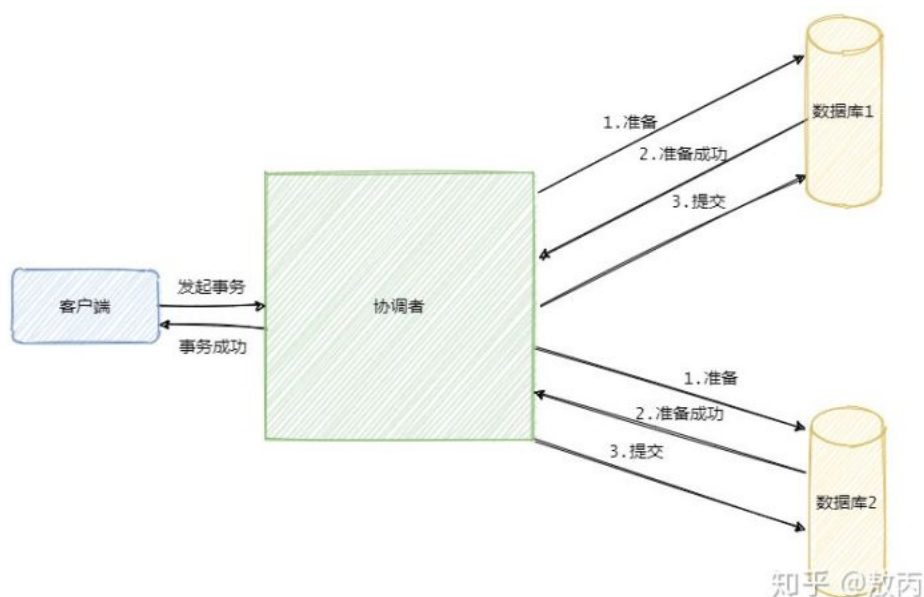 1.准备
数据库1
2.准备成功
3.提交
发起事务
客户端
协调者
事务成功
1.准备
2.准备成功
3.提交
数据库2
知乎 @敖丙